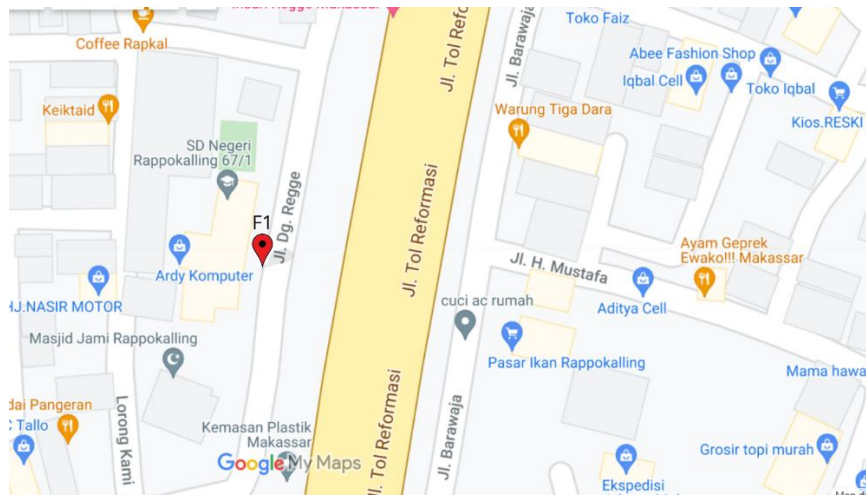 Toko Faiz
Jl. Tol Refo
Jl. Barawaja
Coffee Rapkal
Abee Fashion Shop
Iqbal Cell
Toko Iqbal
Keiktaid
Warung Tiga Dara
Kios.RESKI
SD Negeri
Rappokalling 67/1
Jl. Dg. Regge
F1
Jl. Tol Reformasi
Ayam Geprek
Ewako!!! Makassar
Ardy Komputer
Jl. H. Mustafa
HJ.NASIR MOTOR
cuci ac rumah
Aditya Cell
Masjid Jami Rappokalling
Pasar Ikan Rappokalling
Mama hawa
dai Pangeran
C Tallo
Lorong Kami
Jl. Tol Reformasi
Jl. Barawaja
Kemasan Plastik
Makassar
Grosir topi murah
Google My Maps
Ekspedisi